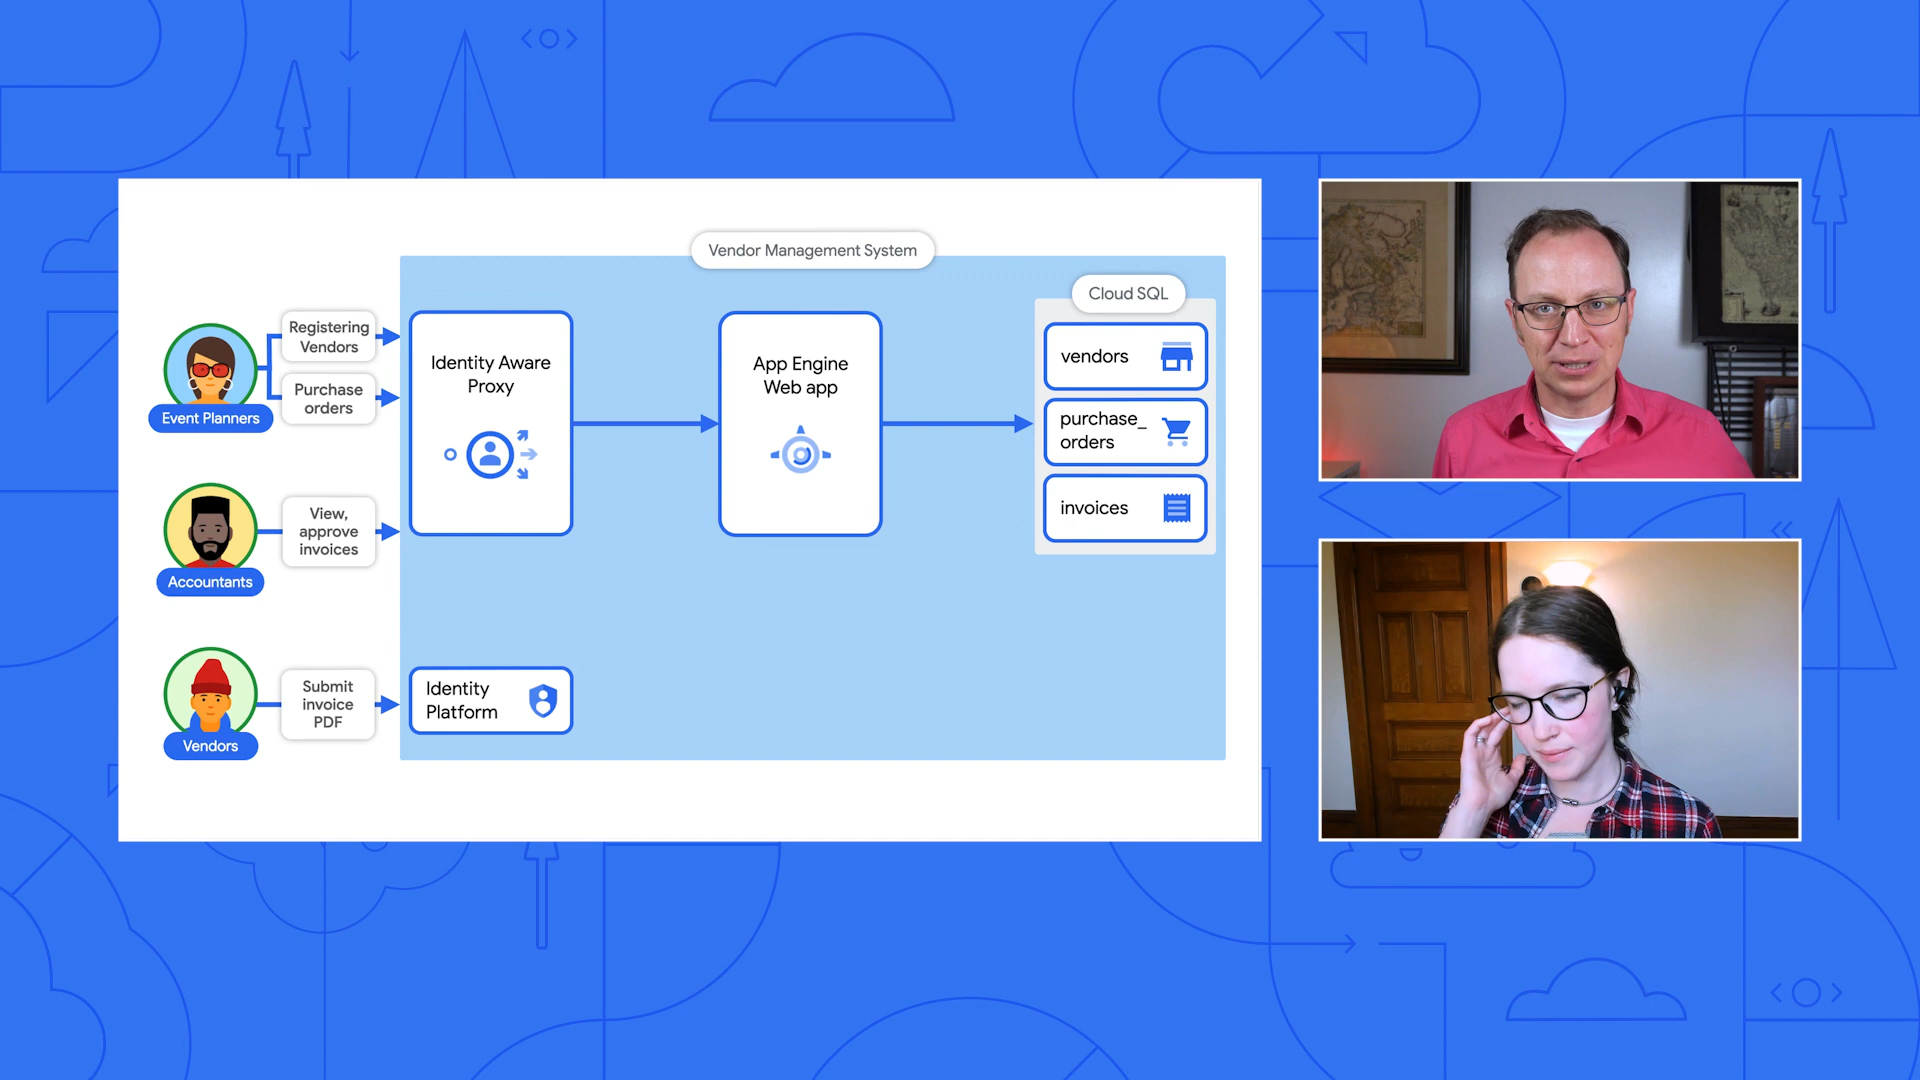 Vendor Management System
Cloud SQL
Registering
Vendors
Purchase
orders
Event Planners
Identity Aware
Proxy
App Engine
Web app
vendors
purchase_
orders
invoices
View,
approve
invoices
Accountants
Submit
invoice
PDF
Vendors
Identity
Platform